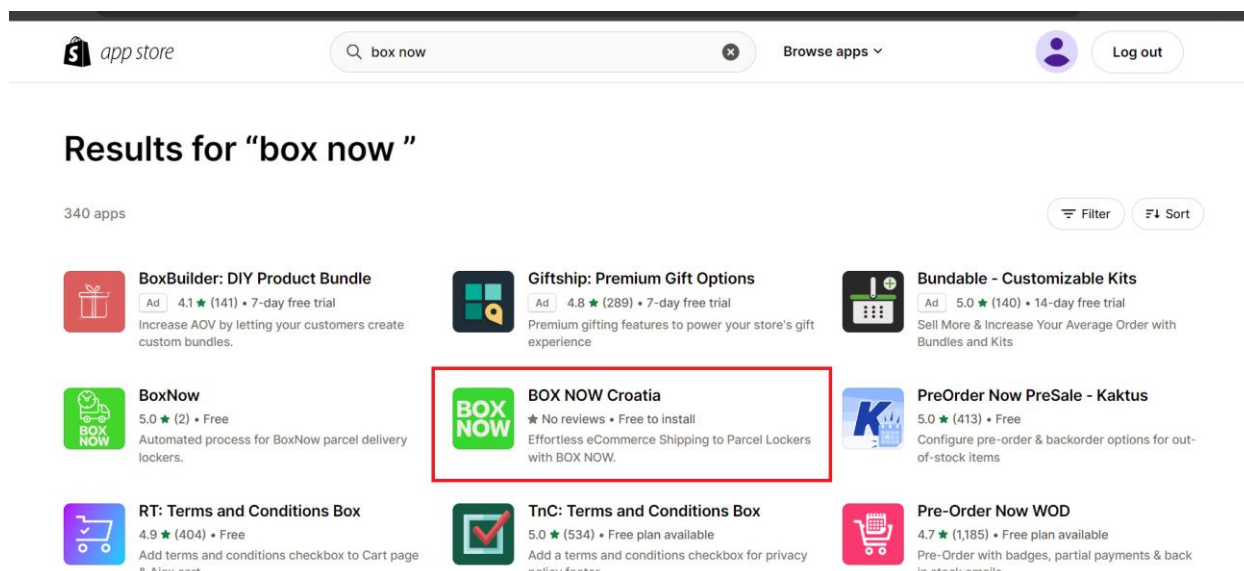 app store
box now
Browse apps
Log out
Results for “box now ”
340 apps
Filter
Sort
BoxBuilder: DIY Product Bundle
Ad 4.1 ★ (141) • 7-day free trial
Increase AOV by letting your customers create
custom bundles.
Giftship: Premium Gift Options
Ad 4.8 ★ (289) • 7-day free trial
Premium gifting features to power your store's gift
experience
Bundable - Customizable Kits
Ad 5.0 ★ (140) • 14-day free trial
Sell More & Increase Your Average Order with
Bundles and Kits
BOX
NOW
BoxNow
5.0 ★ (2) • Free
Automated process for BoxNow parcel delivery
lockers.
BOX
NOW
BOX NOW Croatia
★ No reviews • Free to install
Effortless eCommerce Shipping to Parcel Lockers
with BOX NOW.
K
PreOrder Now PreSale - Kaktus
5.0 ★ (413) • Free
Configure pre-order & backorder options for out-
of-stock items
RT: Terms and Conditions Box
4.9 ★ (404) • Free
Add terms and conditions checkbox to Cart page
& Ajax cart
TnC: Terms and Conditions Box
5.0 ★ (534) • Free plan available
Add a terms and conditions checkbox for privacy
policy footer
Pre-Order Now WOD
4.7 ★ (1,185) • Free plan available
Pre-Order with badges, partial payments & back
in stock emails